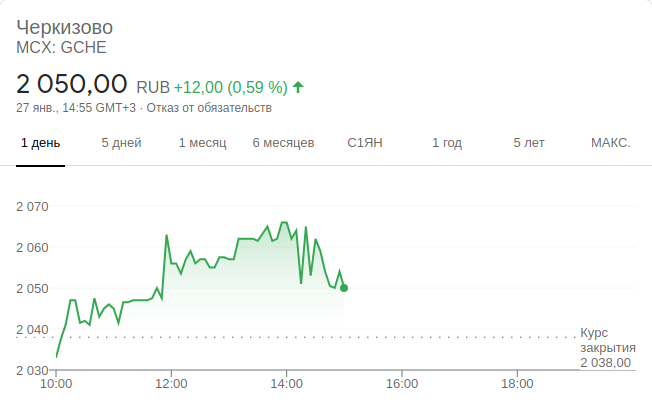 Черкизово
MCX: GCHE
2 050,00 RUB +12,00 (0,59 %)
27 янв., 14:55 GMT+3 · Отказ от обязательств
1 день 5 дней 1 месяц 6 месяцев С1ЯН 1 год 5 лет МАКС.
2 070
2 060
2 050
2 040
2 030
Курс
закрытия
2 038,00
10:00 12:00 14:00 16:00 18:00